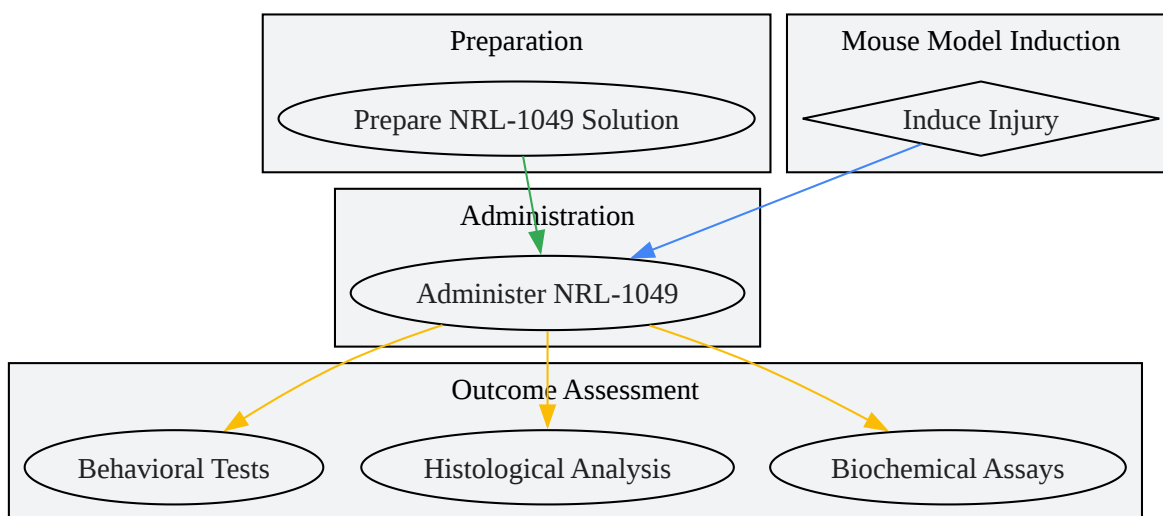 Preparation
Mouse Model Induction
Prepare NRL-1049 Solution
Induce Injury
Administration
Administer NRL-1049
Outcome Assessment
Behavioral Tests
Histological Analysis
Biochemical Assays